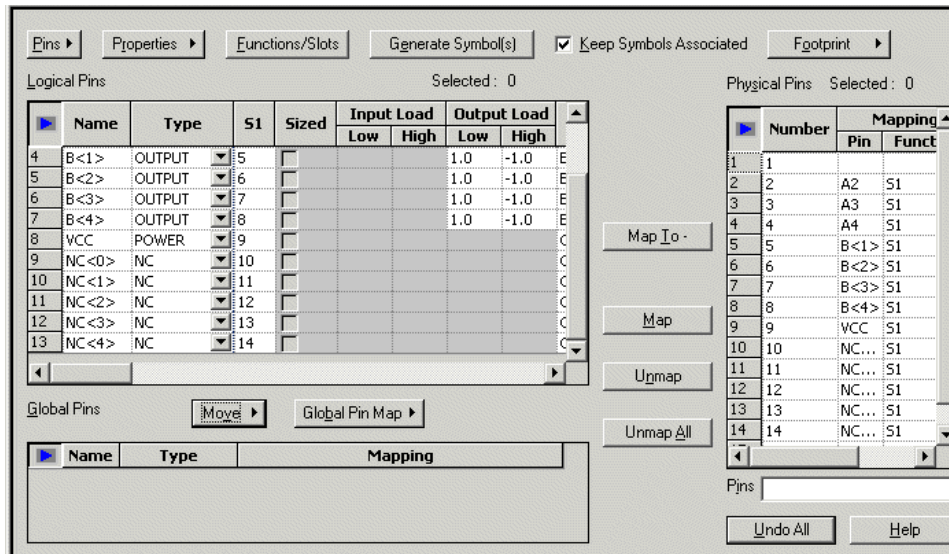 Pins Properties Functions/Slots Generate Symbol(s) Keep Symbols Associated Footprint
Logical Pins Selected : 0
Name Type S1 Sized Input Load Output Load
Low High Low High
4 B<1> OUTPUT 5 1.0 -1.0
5 B<2> OUTPUT 6 1.0 -1.0
6 B<3> OUTPUT 7 1.0 -1.0
7 B<4> OUTPUT 8 1.0 -1.0
8 VCC POWER 9
9 NC<0> NC 10
10 NC<1> NC 11
11 NC<2> NC 12
12 NC<3> NC 13
13 NC<4> NC 14
Map To -
Map
Unmap
Unmap All
Physical Pins Selected : 0
Number Mapping
Pin Funct
1 1
2 2 A2 S1
3 3 A3 S1
4 4 A4 S1
5 5 B<1> S1
6 6 B<2> S1
7 7 B<3> S1
8 8 B<4> S1
9 9 VCC S1
10 10 NC... S1
11 11 NC... S1
12 12 NC... S1
13 13 NC... S1
14 14 NC... S1
Global Pins Move Global Pin Map
Name Type Mapping
Pins
Undo All Help